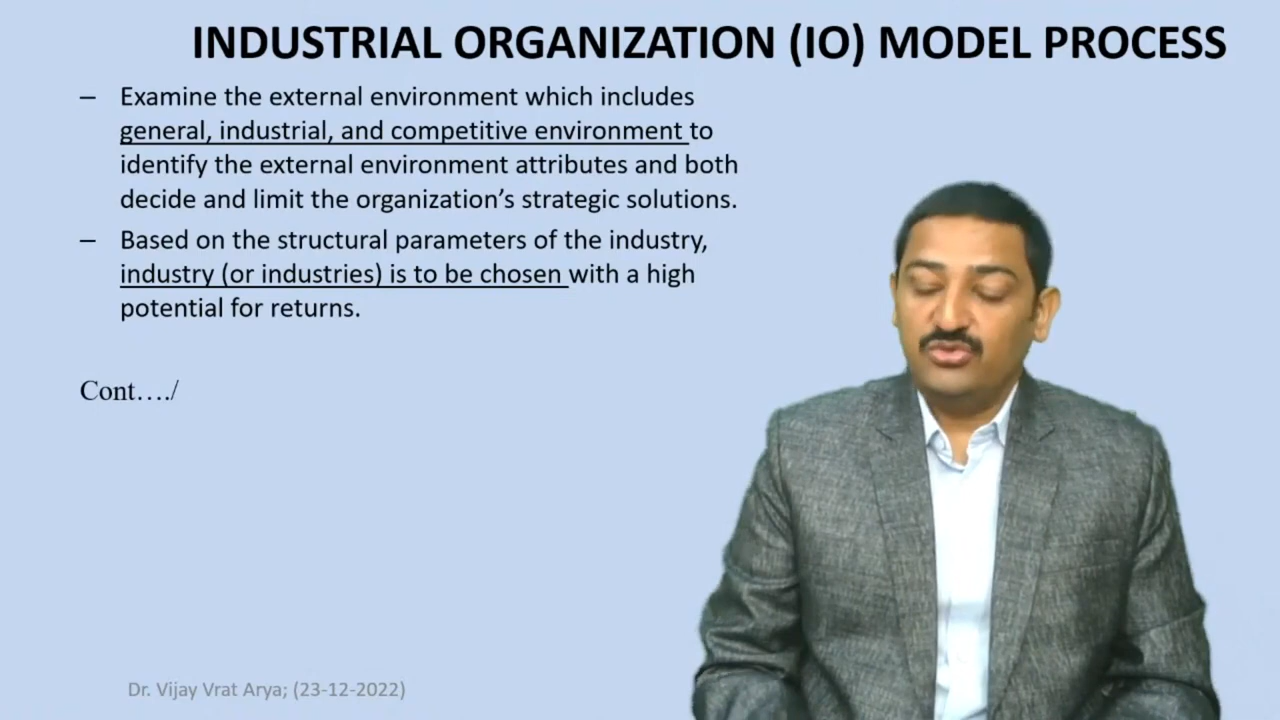 INDUSTRIAL ORGANIZATION (IO) MODEL PROCESS
– Examine the external environment which includes
general, industrial, and competitive environment to
identify the external environment attributes and both
decide and limit the organization’s strategic solutions.
– Based on the structural parameters of the industry,
industry (or industries) is to be chosen with a high
potential for returns.
Cont…./
Dr. Vijay Vrat Arya; (23-12-2022)